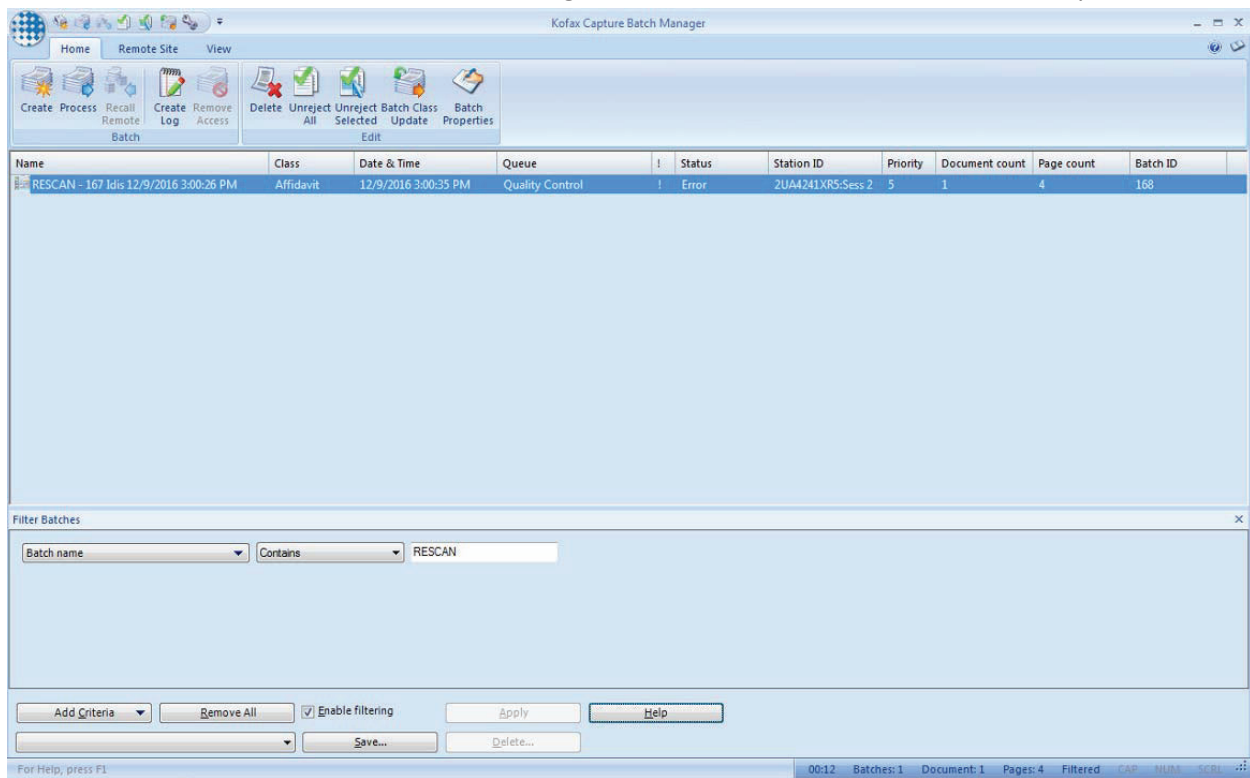 Kofax Capture Batch Manager
Home Remote Site View
Create Process Recall Remote Create Log Remove Access Delete Unreject All Unreject Selected Batch Class Update Batch Properties
Batch Edit
Name Class Date & Time Queue ! Status Station ID Priority Document count Page count Batch ID
RESCAN - 167 Idis 12/9/2016 3:00:26 PM Affidavit 12/9/2016 3:00:35 PM Quality Control ! Error 2UA4241XR5:Sess 2 5 1 4 168
Filter Batches
Batch name Contains RESCAN
Add Criteria Remove All Enable filtering Apply Help
Save... Delete...
For Help, press F1 00:12 Batches: 1 Document: 1 Pages: 4 Filtered CAP NUM SCRL